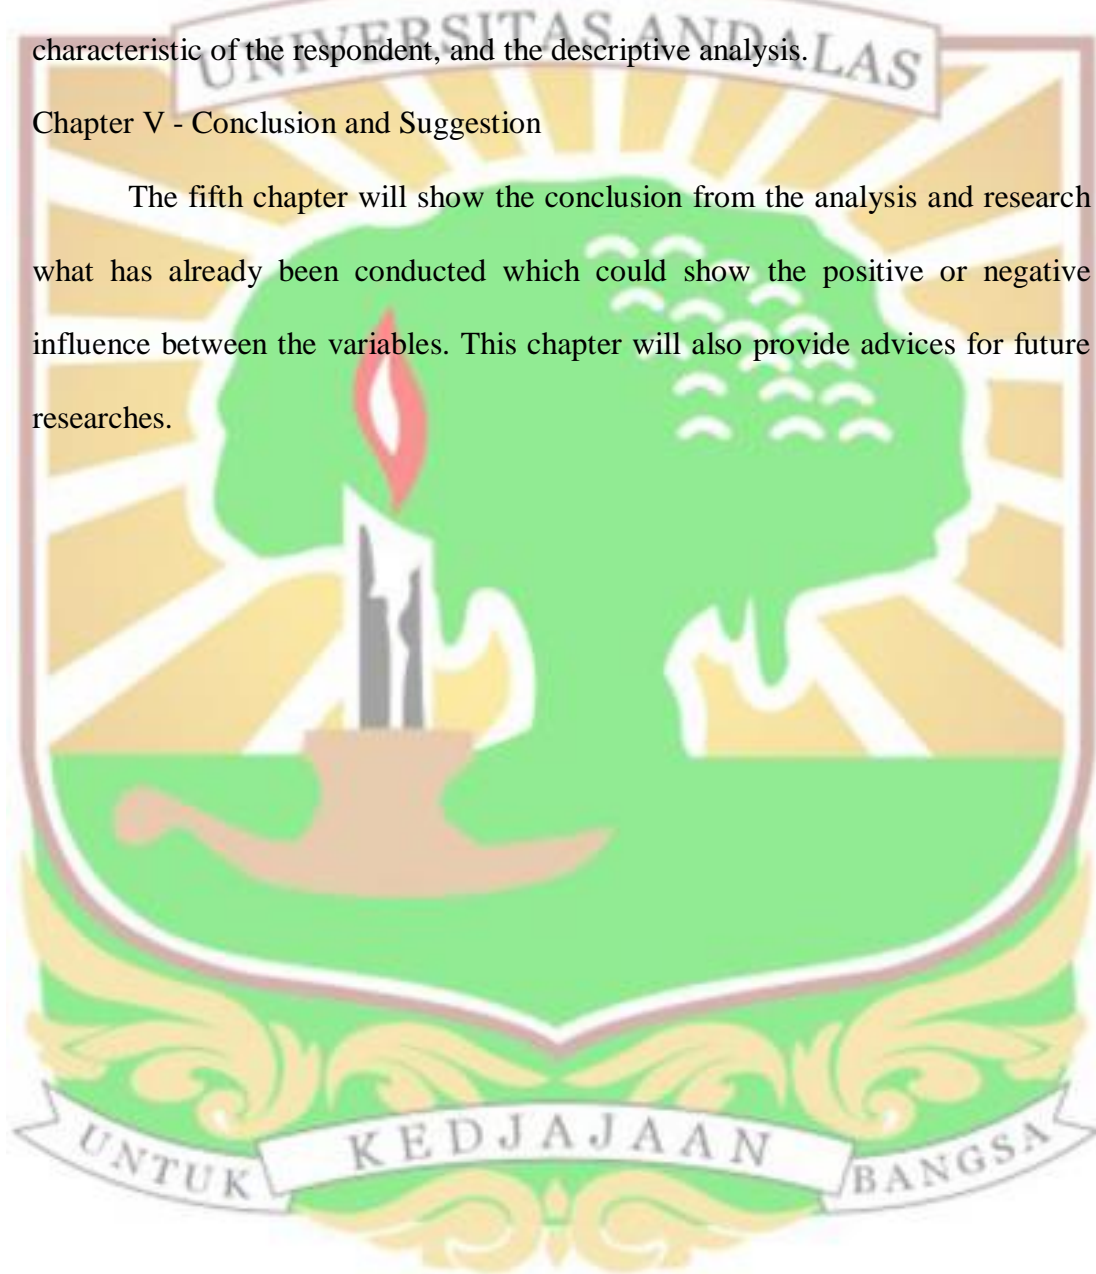 UNIVERSITAS ANDALAS
characteristic of the respondent, and the descriptive analysis.
Chapter V - Conclusion and Suggestion
The fifth chapter will show the conclusion from the analysis and research
what has already been conducted which could show the positive or negative
influence between the variables. This chapter will also provide advices for future
researches.
UNTUK KEDJAJAAN BANGSA